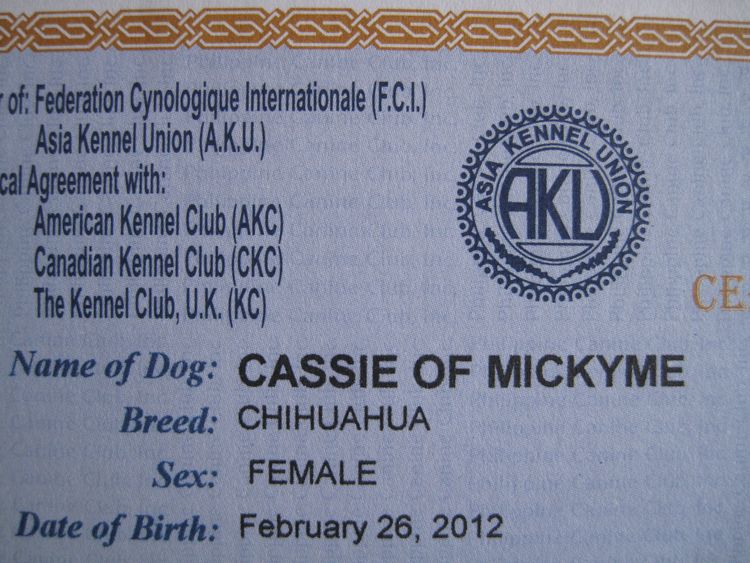 r of: Federation Cynologique Internationale (F.C.I.)
Asia Kennel Union (A.K.U.)
cal Agreement with:
American Kennel Club (AKC)
Canadian Kennel Club (CKC)
The Kennel Club, U.K. (KC)
ASIA KENNEL UNION
AKU
CE
Name of Dog: CASSIE OF MICKYME
Breed: CHIHUAHUA
Sex: FEMALE
Date of Birth: February 26, 2012